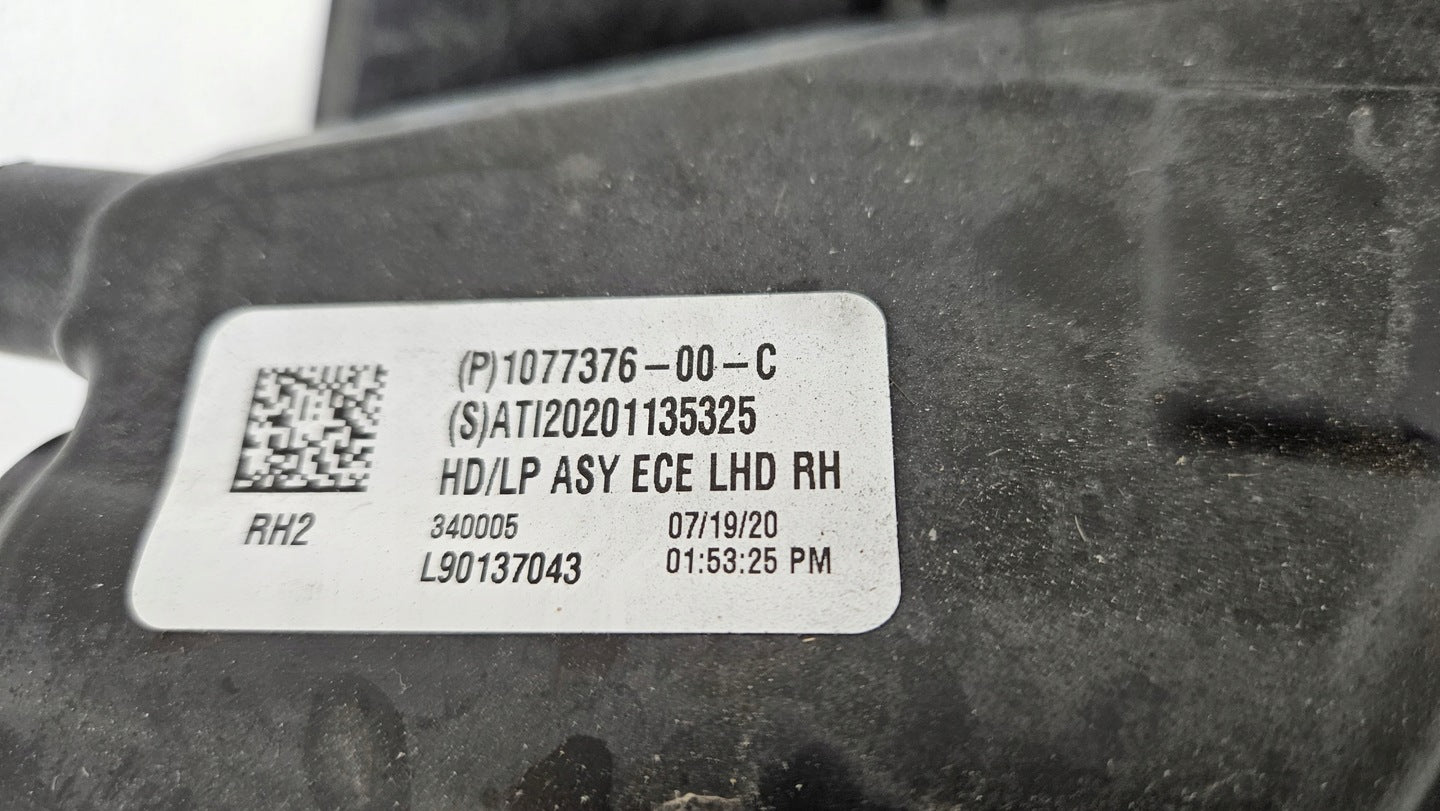 (P)1077376-00-C
(S)ATI20201135325
HD/LP ASY ECE LHD RH
RH2 340005 07/19/20
L90137043 01:53:25 PM